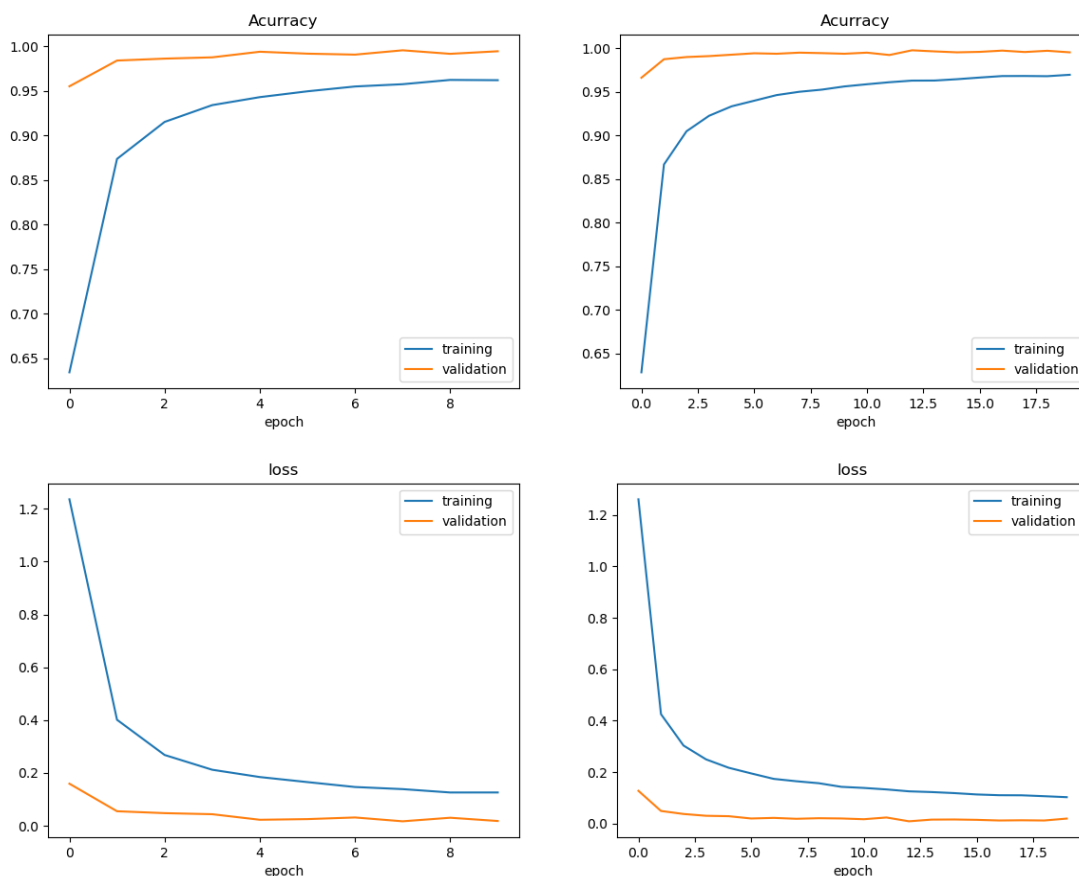 Acurracy
1.00
0.95
0.90
0.85
0.80
0.75
0.70
0.65
training
validation
0 2 4 6 8
epoch
Acurracy
1.00
0.95
0.90
0.85
0.80
0.75
0.70
0.65
training
validation
0.0 2.5 5.0 7.5 10.0 12.5 15.0 17.5
epoch
loss
training
validation
1.2
1.0
0.8
0.6
0.4
0.2
0.0
0 2 4 6 8
epoch
loss
training
validation
1.2
1.0
0.8
0.6
0.4
0.2
0.0
0.0 2.5 5.0 7.5 10.0 12.5 15.0 17.5
epoch